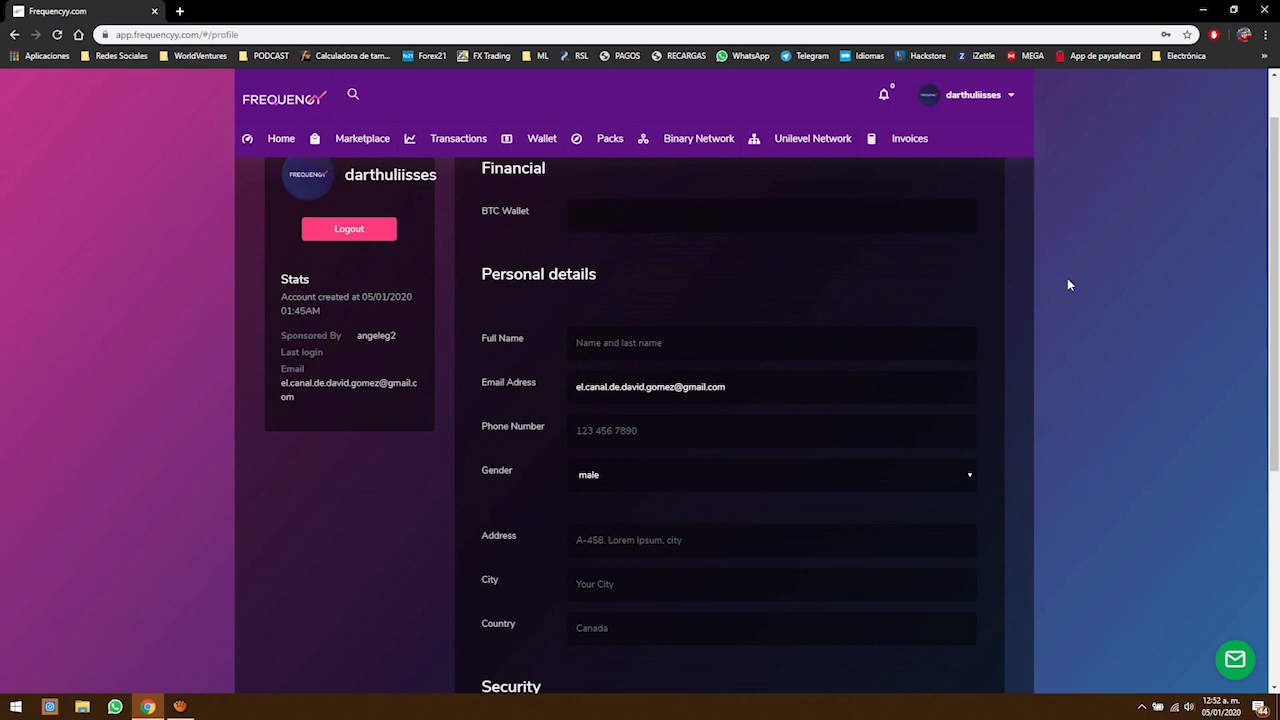 Frequencyy.com
app.frequencyy.com/#/profile
Aplicaciones Redes Sociales WorldVentures PODCAST Calculadora de tam... Forex21 FX Trading ML RSL PAGOS RECARGAS WhatsApp Telegram Idiomas Hackstore iZettle MEGA App de paysafecard Electrónica »
FREQUENCY
0
darthuliisses
Home Marketplace Transactions Wallet Packs Binary Network Unilevel Network Invoices
FREQUENCY
darthuliisses
Logout
Stats
Account created at 05/01/2020
01:45AM
Sponsored By angeleg2
Last login
Email
el.canal.de.david.gomez@gmail.c
om
Financial
BTC Wallet
Personal details
Full Name Name and last name
Email Adress el.canal.de.david.gomez@gmail.com
Phone Number 123 456 7890
Gender male
Address A-458, Lorem Ipsum, city
City Your City
Country Canada
Security
12:52 a. m.
05/01/2020
44